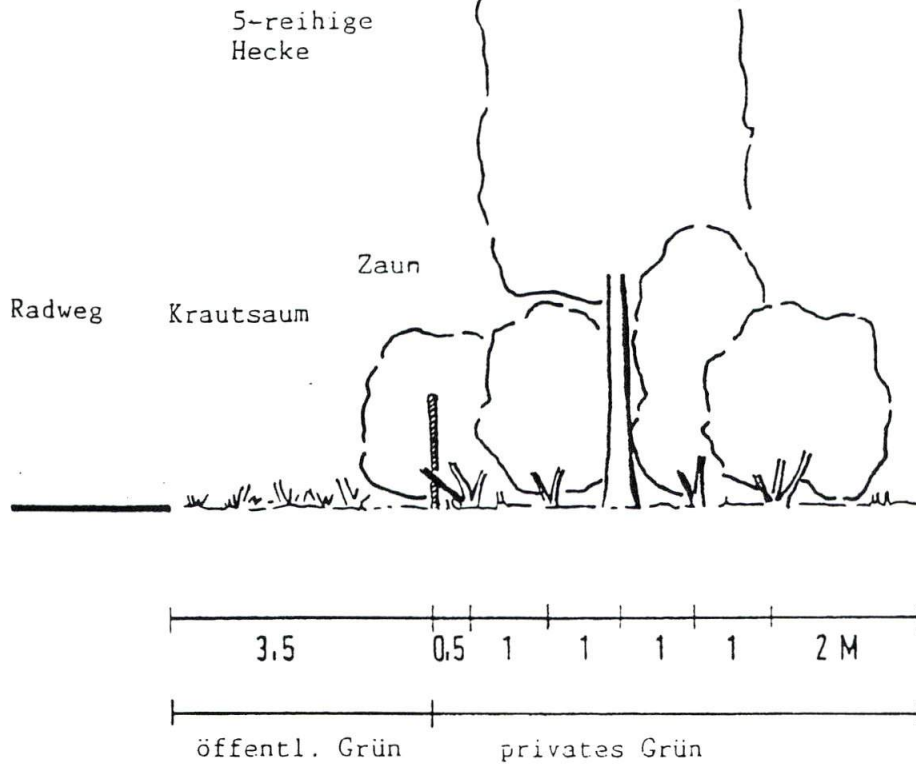 5-reihige
Hecke
Zaun
Radweg Krautsaum
3,5 0,5 1 1 1 1 2 M
öffentl. Grün privates Grün